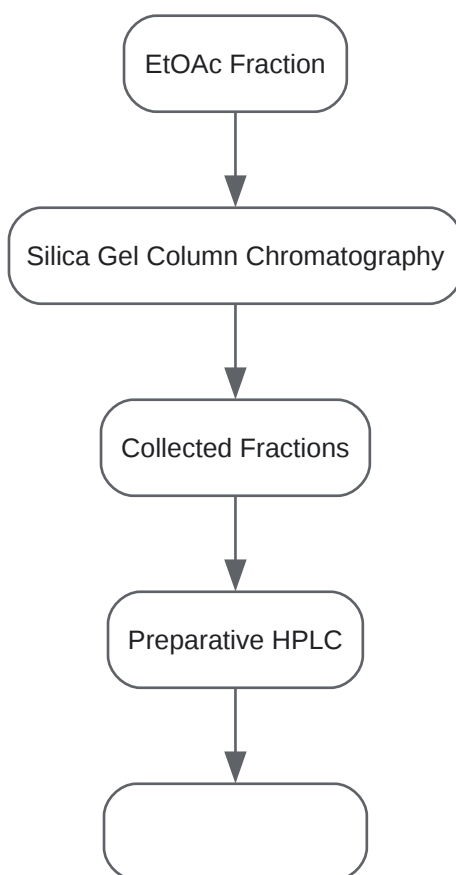 EtOAc Fraction
Silica Gel Column Chromatography
Collected Fractions
Preparative HPLC